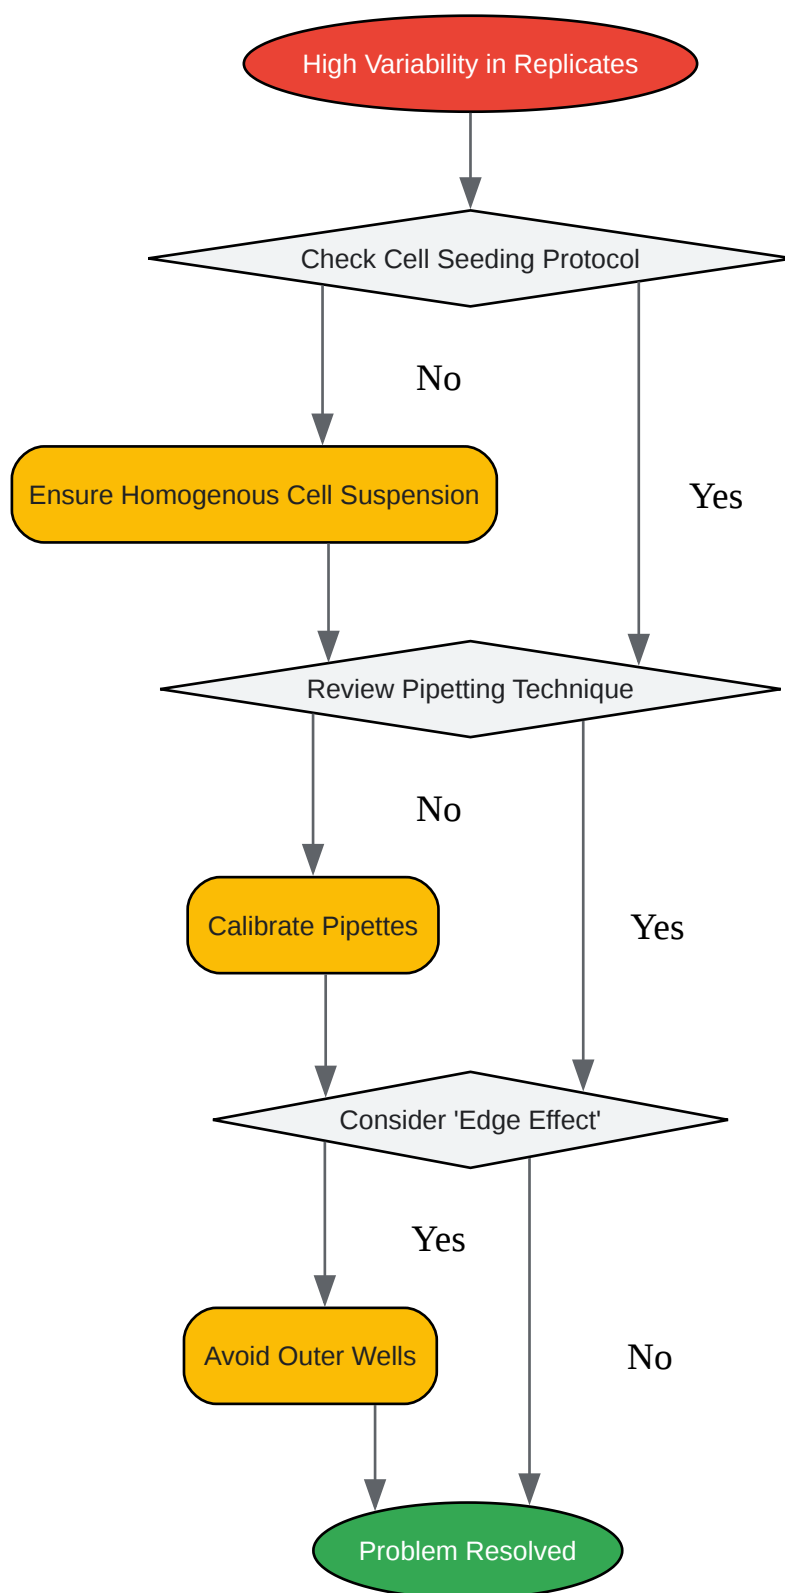 High Variability in Replicates
Check Cell Seeding Protocol
No
Ensure Homogenous Cell Suspension
Yes
Review Pipetting Technique
No
Calibrate Pipettes
Yes
Consider 'Edge Effect'
Yes
Avoid Outer Wells
No
Problem Resolved